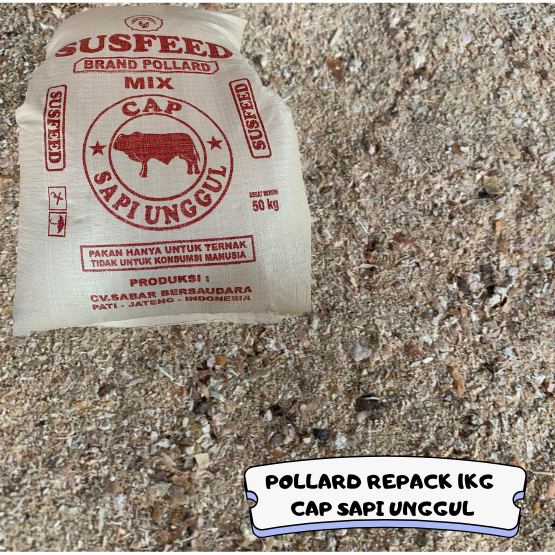 SUSFEED
BRAND POLLARD
MIX
CAP
SAPI UNGGUL
SUSFEED
SUSFEED
50 kg
PAKAN HANYA UNTUK TERNAK
TIDAK UNTUK KONSUMSI MANUSIA
PRODUKSI :
CV.SABAR BERSAUDARA
PATI - JATENG - INDONESIA
POLLARD REPACK 1KG
CAP SAPI UNGGUL